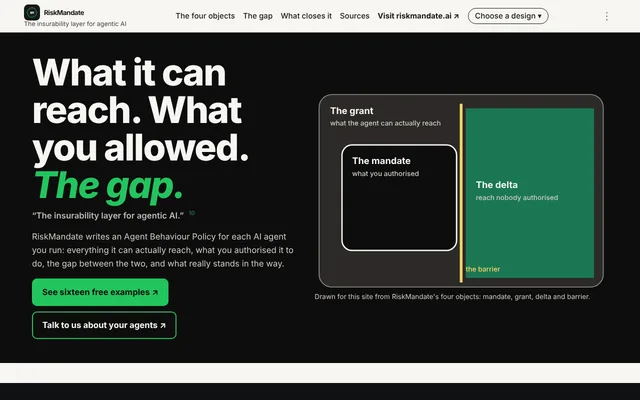 RiskMandate
The insurability layer for agentic AI
The four objects
The gap
What closes it
Sources
Visit riskmandate.ai ↗
Choose a design ▾
⋮
What it can
reach. What
you allowed.
The gap.
“The insurability layer for agentic AI.” 10
RiskMandate writes an Agent Behaviour Policy for each AI agent
you run: everything it can actually reach, what you authorised it to
do, the gap between the two, and what really stands in the way.
See sixteen free examples ↗
Talk to us about your agents ↗
The grant
what the agent can actually reach
The mandate
what you authorised
The delta
reach nobody authorised
the barrier
Drawn for this site from RiskMandate's four objects: mandate, grant, delta and barrier.